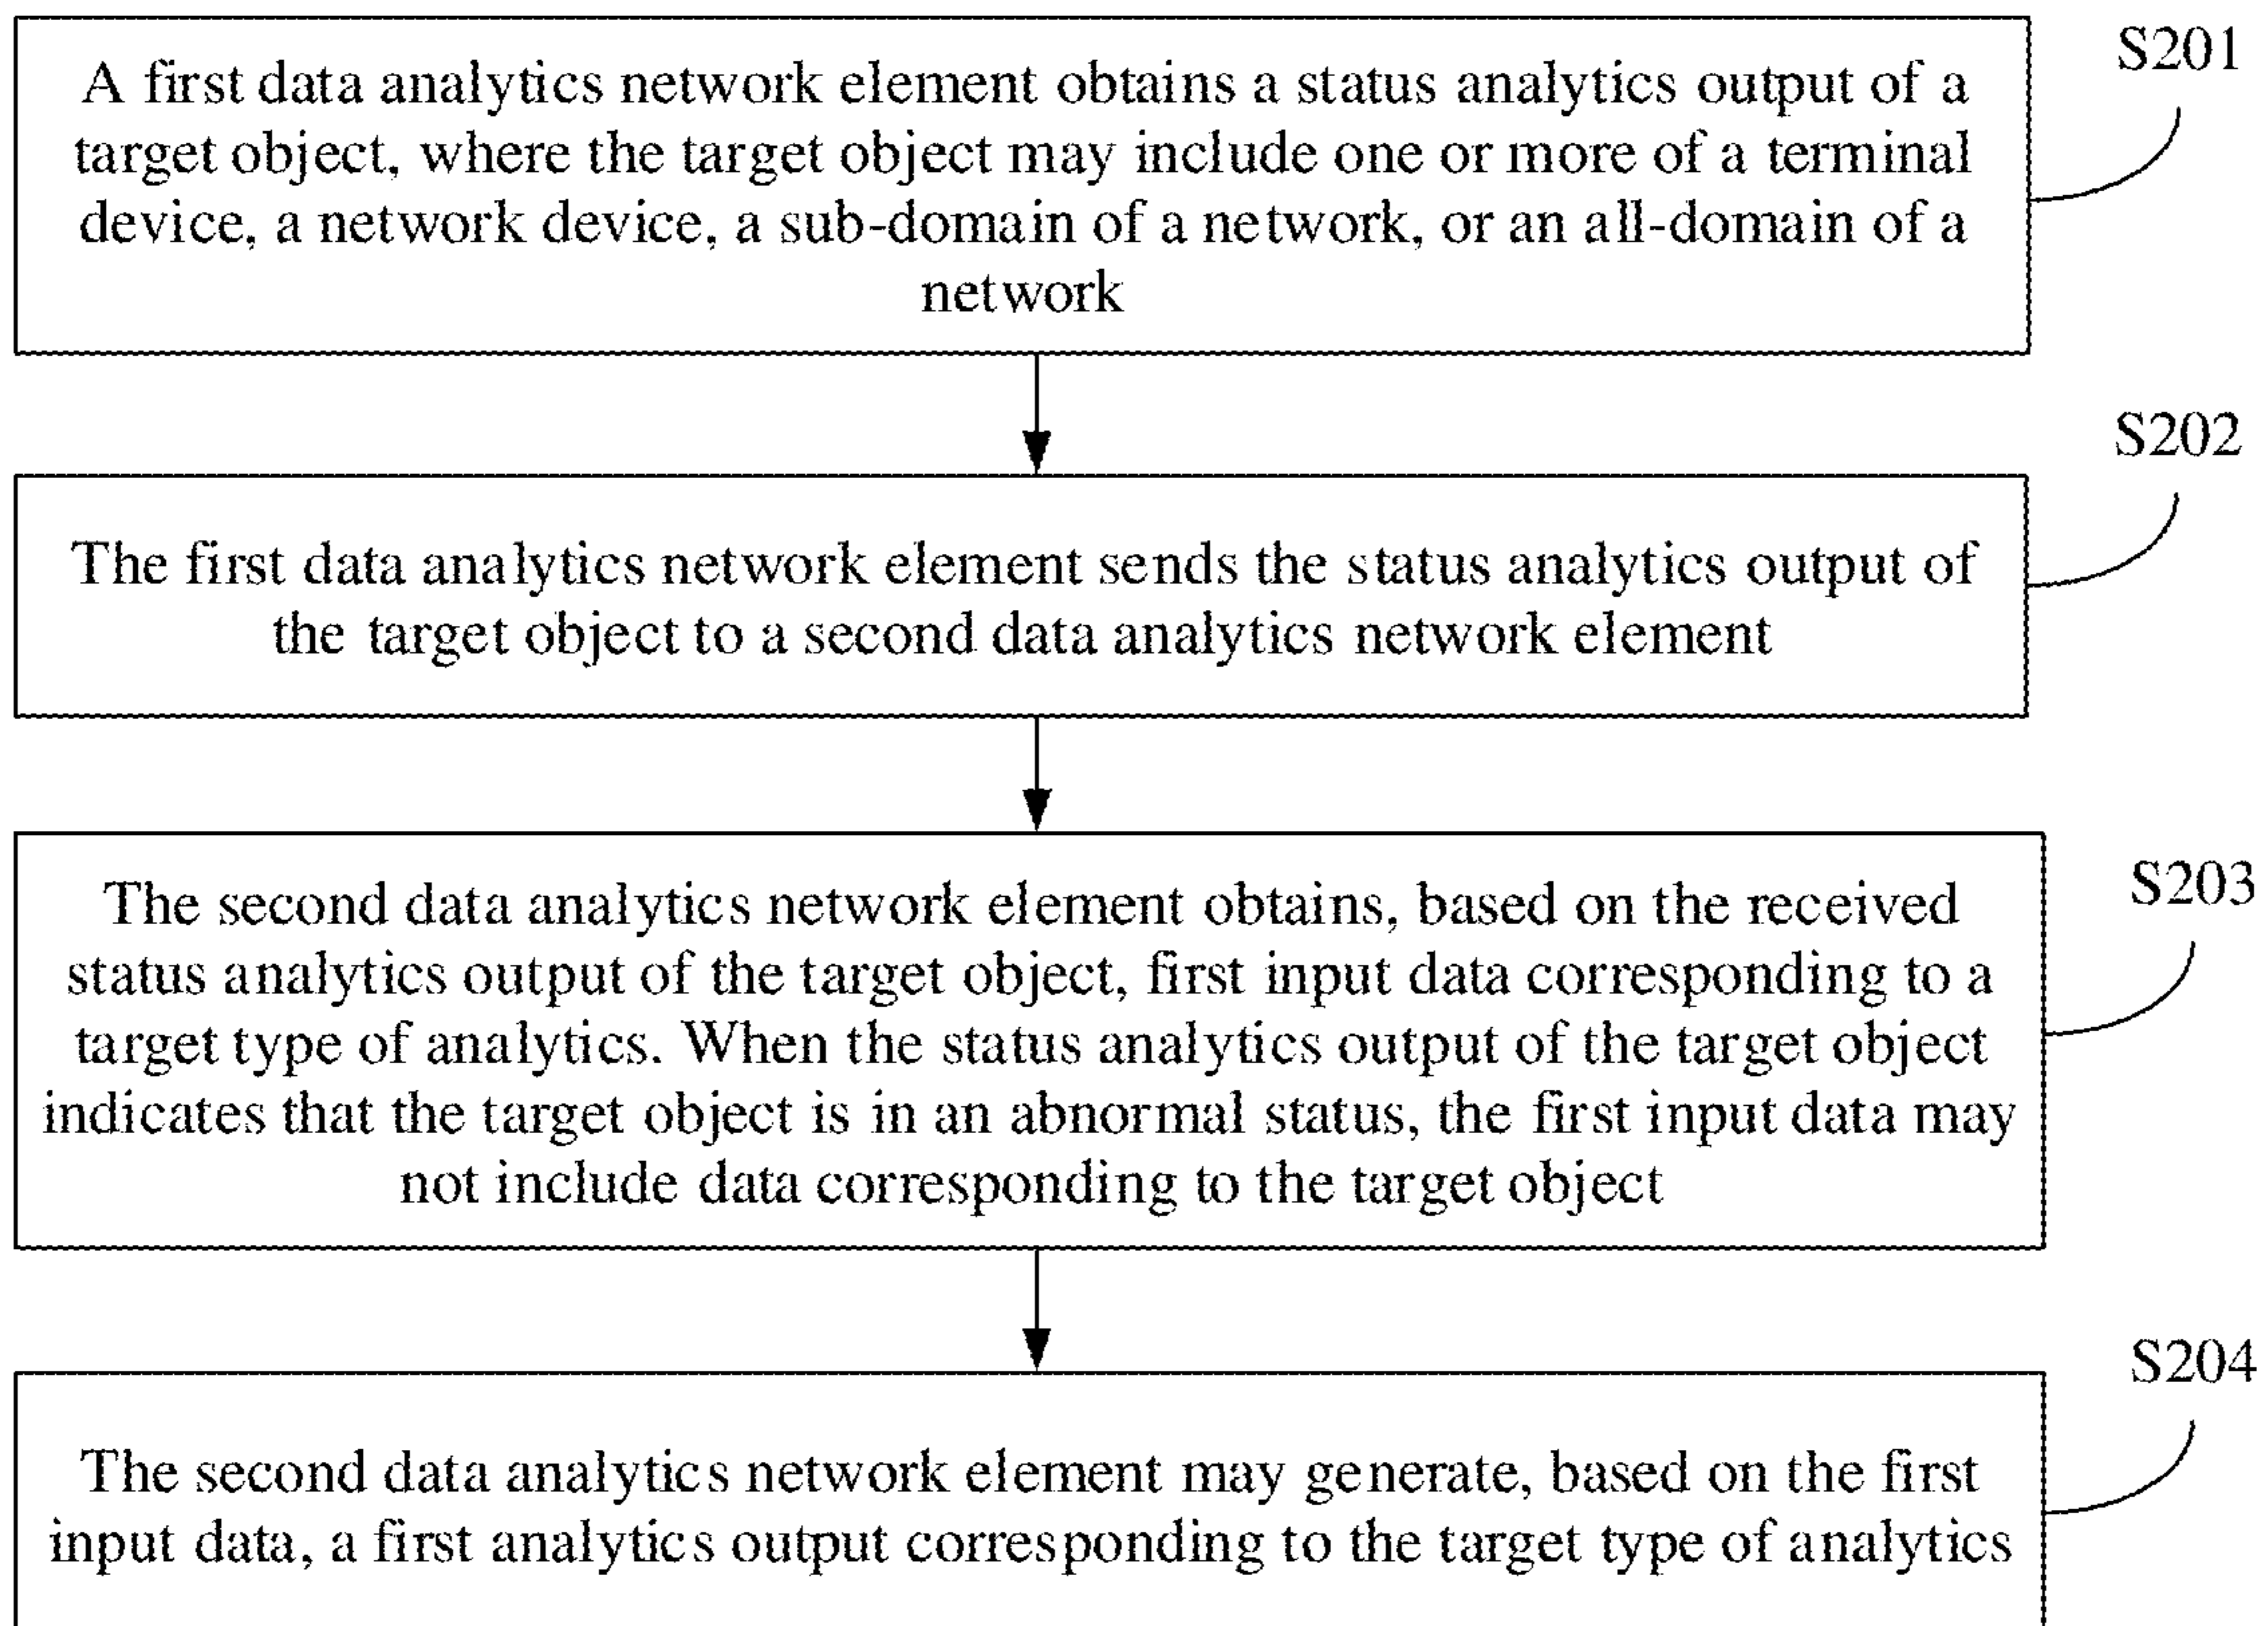 A first data analytics network element obtains a status analytics output of a
target object, where the target object may include one or more of a terminal
device, a network device, a sub-domain of a network, or an all-domain of a
network
S201
The first data analytics network element sends the status analytics output of
the target object to a second data analytics network element
S202
The second data analytics network element obtains, based on the received
status analytics output of the target object, first input data corresponding to a
target type of analytics. When the status analytics output of the target object
indicates that the target object is in an abnormal status, the first input data may
not include data corresponding to the target object
S203
The second data analytics network element may generate, based on the first
input data, a first analytics output corresponding to the target type of analytics
S204